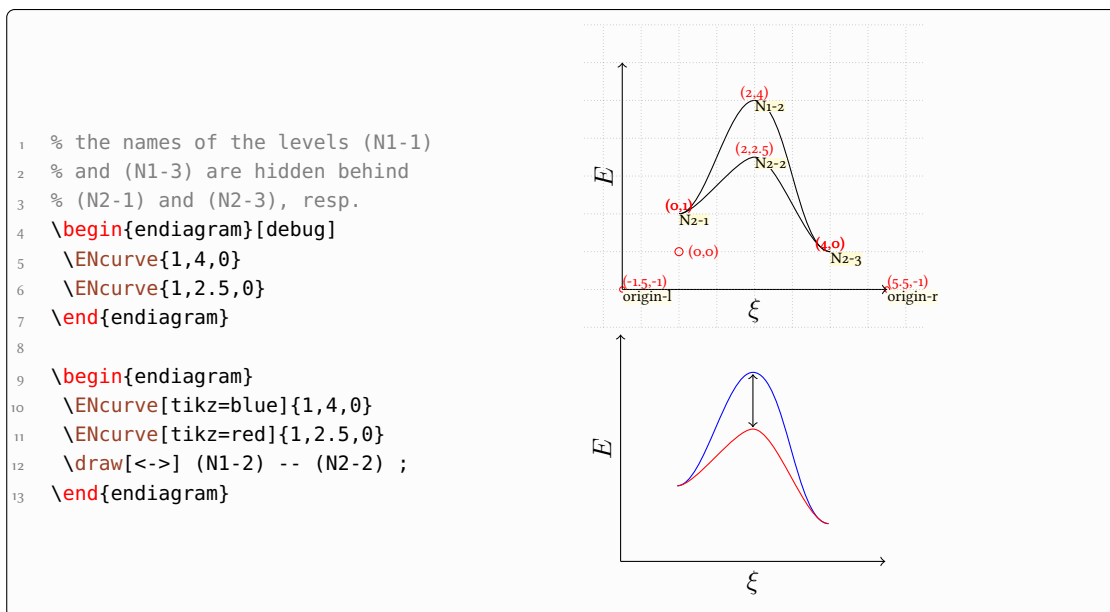 1 % the names of the levels (N1-1)
2 % and (N1-3) are hidden behind
3 % (N2-1) and (N2-3), resp.
4 \begin{endiagram}[debug]
5 \ENcurve{1,4,0}
6 \ENcurve{1,2.5,0}
7 \end{endiagram}
8
9 \begin{endiagram}
10 \ENcurve[tikz=blue]{1,4,0}
11 \ENcurve[tikz=red]{1,2.5,0}
12 \draw[<->] (N1-2) -- (N2-2) ;
13 \end{endiagram}
(2,4)
N1-2
(2,2.5)
N2-2
E
(0,1)
N2-1
(4,0)
N2-3
(0,0)
(-1.5,-1)
origin-l
(5.5,-1)
origin-r
ξ
E
ξ